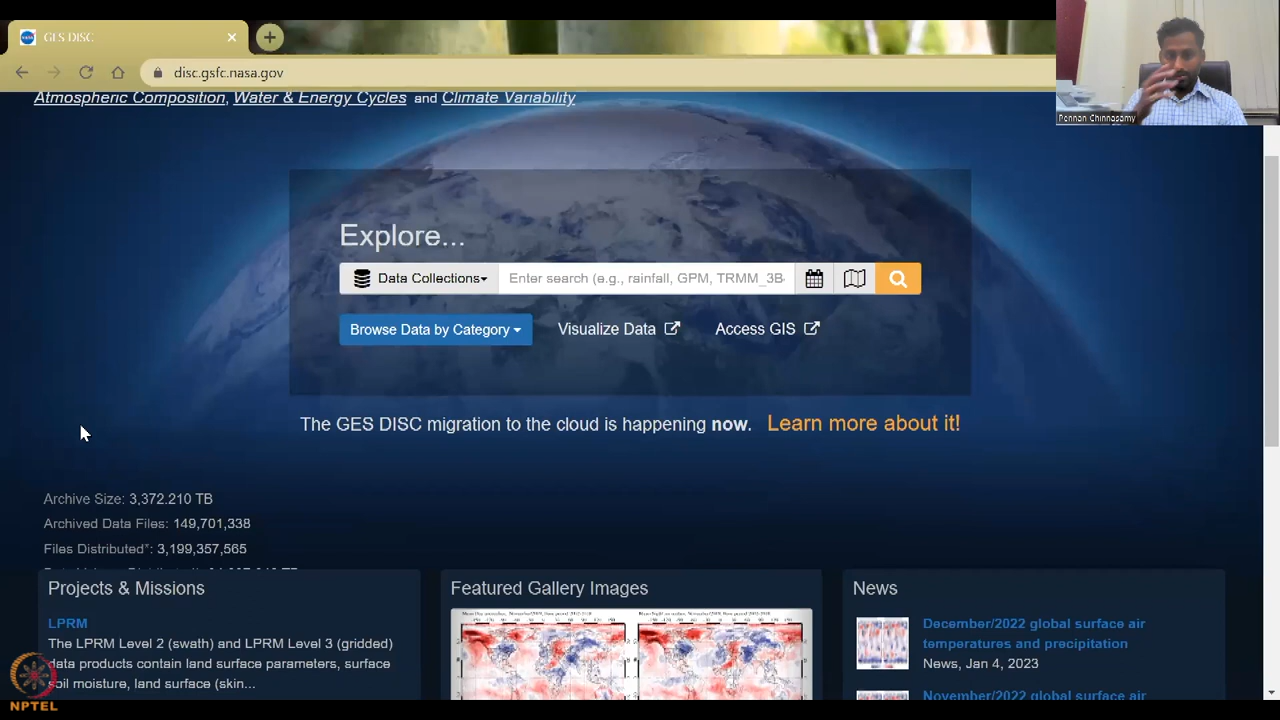 GES DISC
disc.gsfc.nasa.gov
Pennan Chinnasamy
Atmospheric Composition, Water & Energy Cycles and Climate Variability
Explore...
Data Collections
Enter search (e.g., rainfall, GPM, TRMM_3B
Browse Data by Category
Visualize Data
Access GIS
The GES DISC migration to the cloud is happening now. Learn more about it!
Archive Size: 3,372.210 TB
Archived Data Files: 149,701,338
Files Distributed*: 3,199,357,565
Projects & Missions
LPRM
The LPRM Level 2 (swath) and LPRM Level 3 (gridded)
data products contain land surface parameters, surface
soil moisture, land surface (skin...
Featured Gallery Images
News
December/2022 global surface air
temperatures and precipitation
News, Jan 4, 2023
November/2022 global surface air
NPTEL